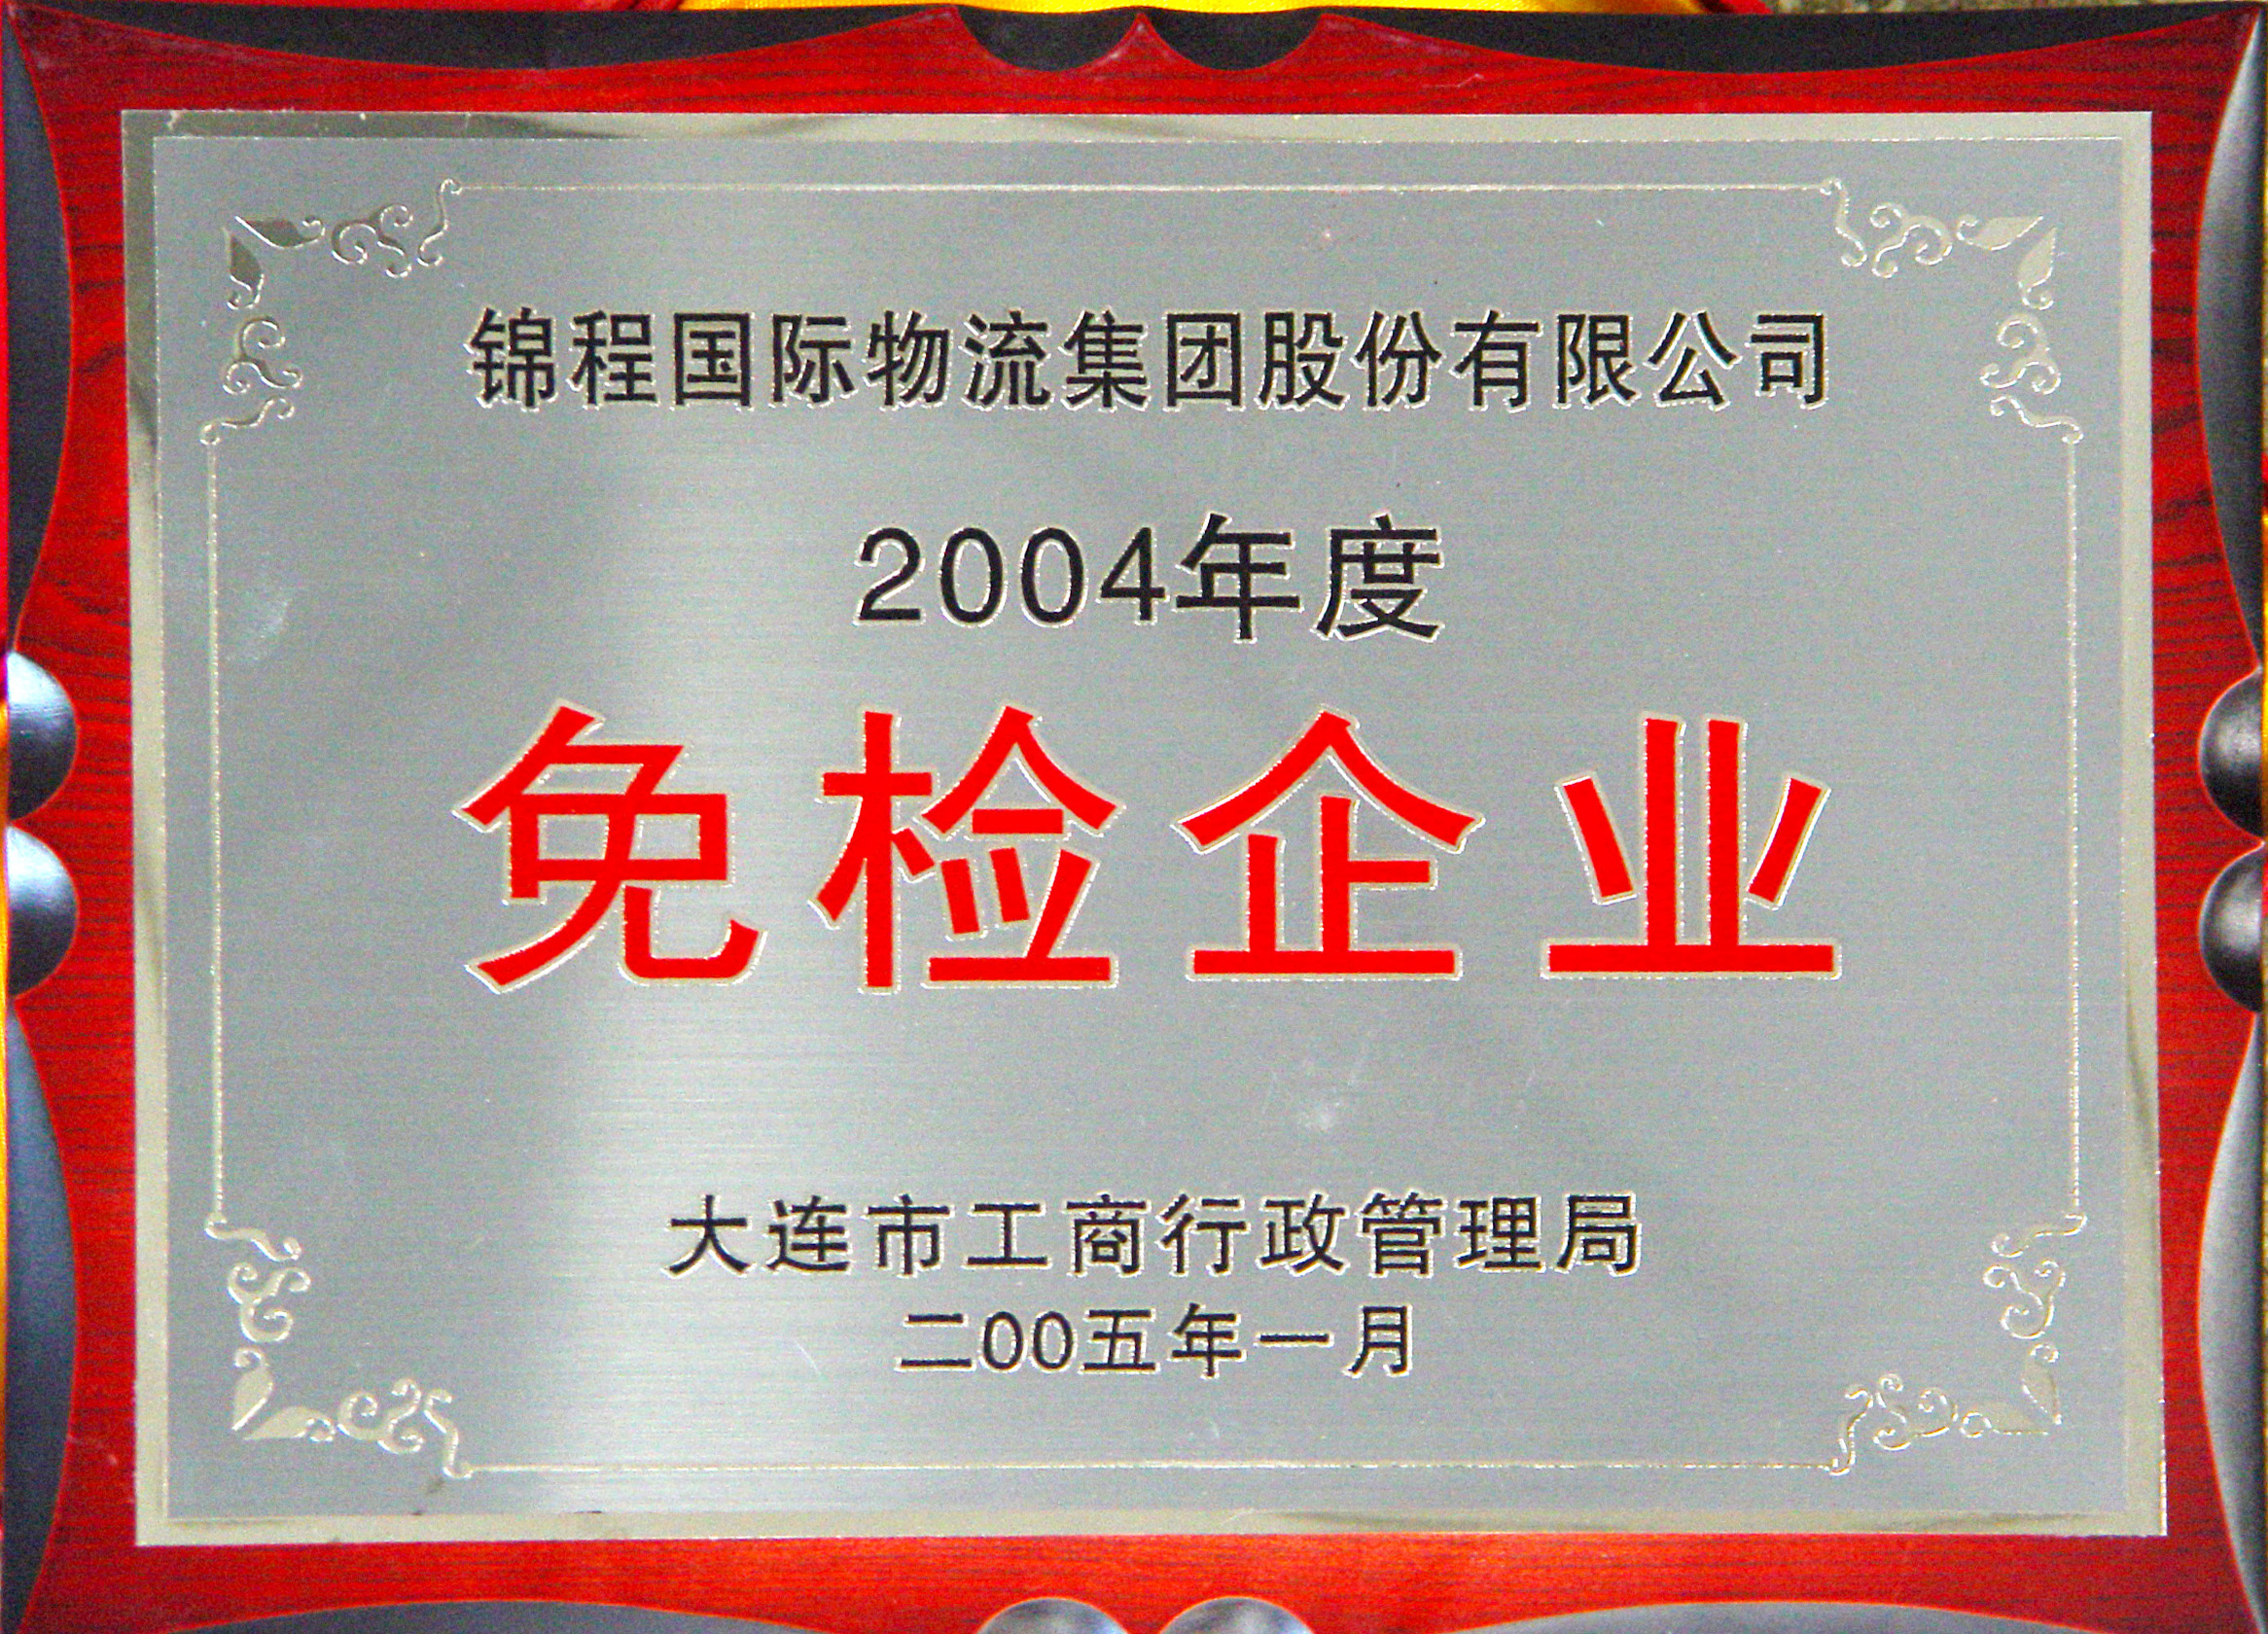 锦程国际物流集团股份有限公司
2004年度
免检企业
大连市工商行政管理局
二00五年一月